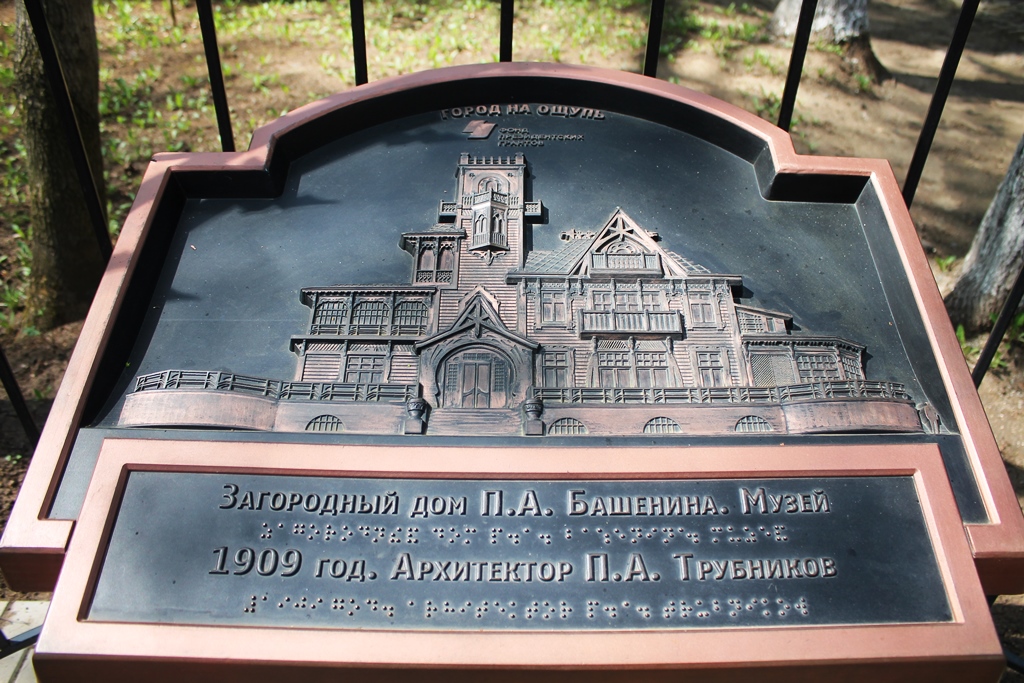 ГОРОД НА ОЩУПЬ
ФОНД
ПРЕЗИДЕНТСКИХ
ГРАНТОВ
Загородный дом П.А. Башенина. Музей
1909 год. Архитектор П.А. Трубников